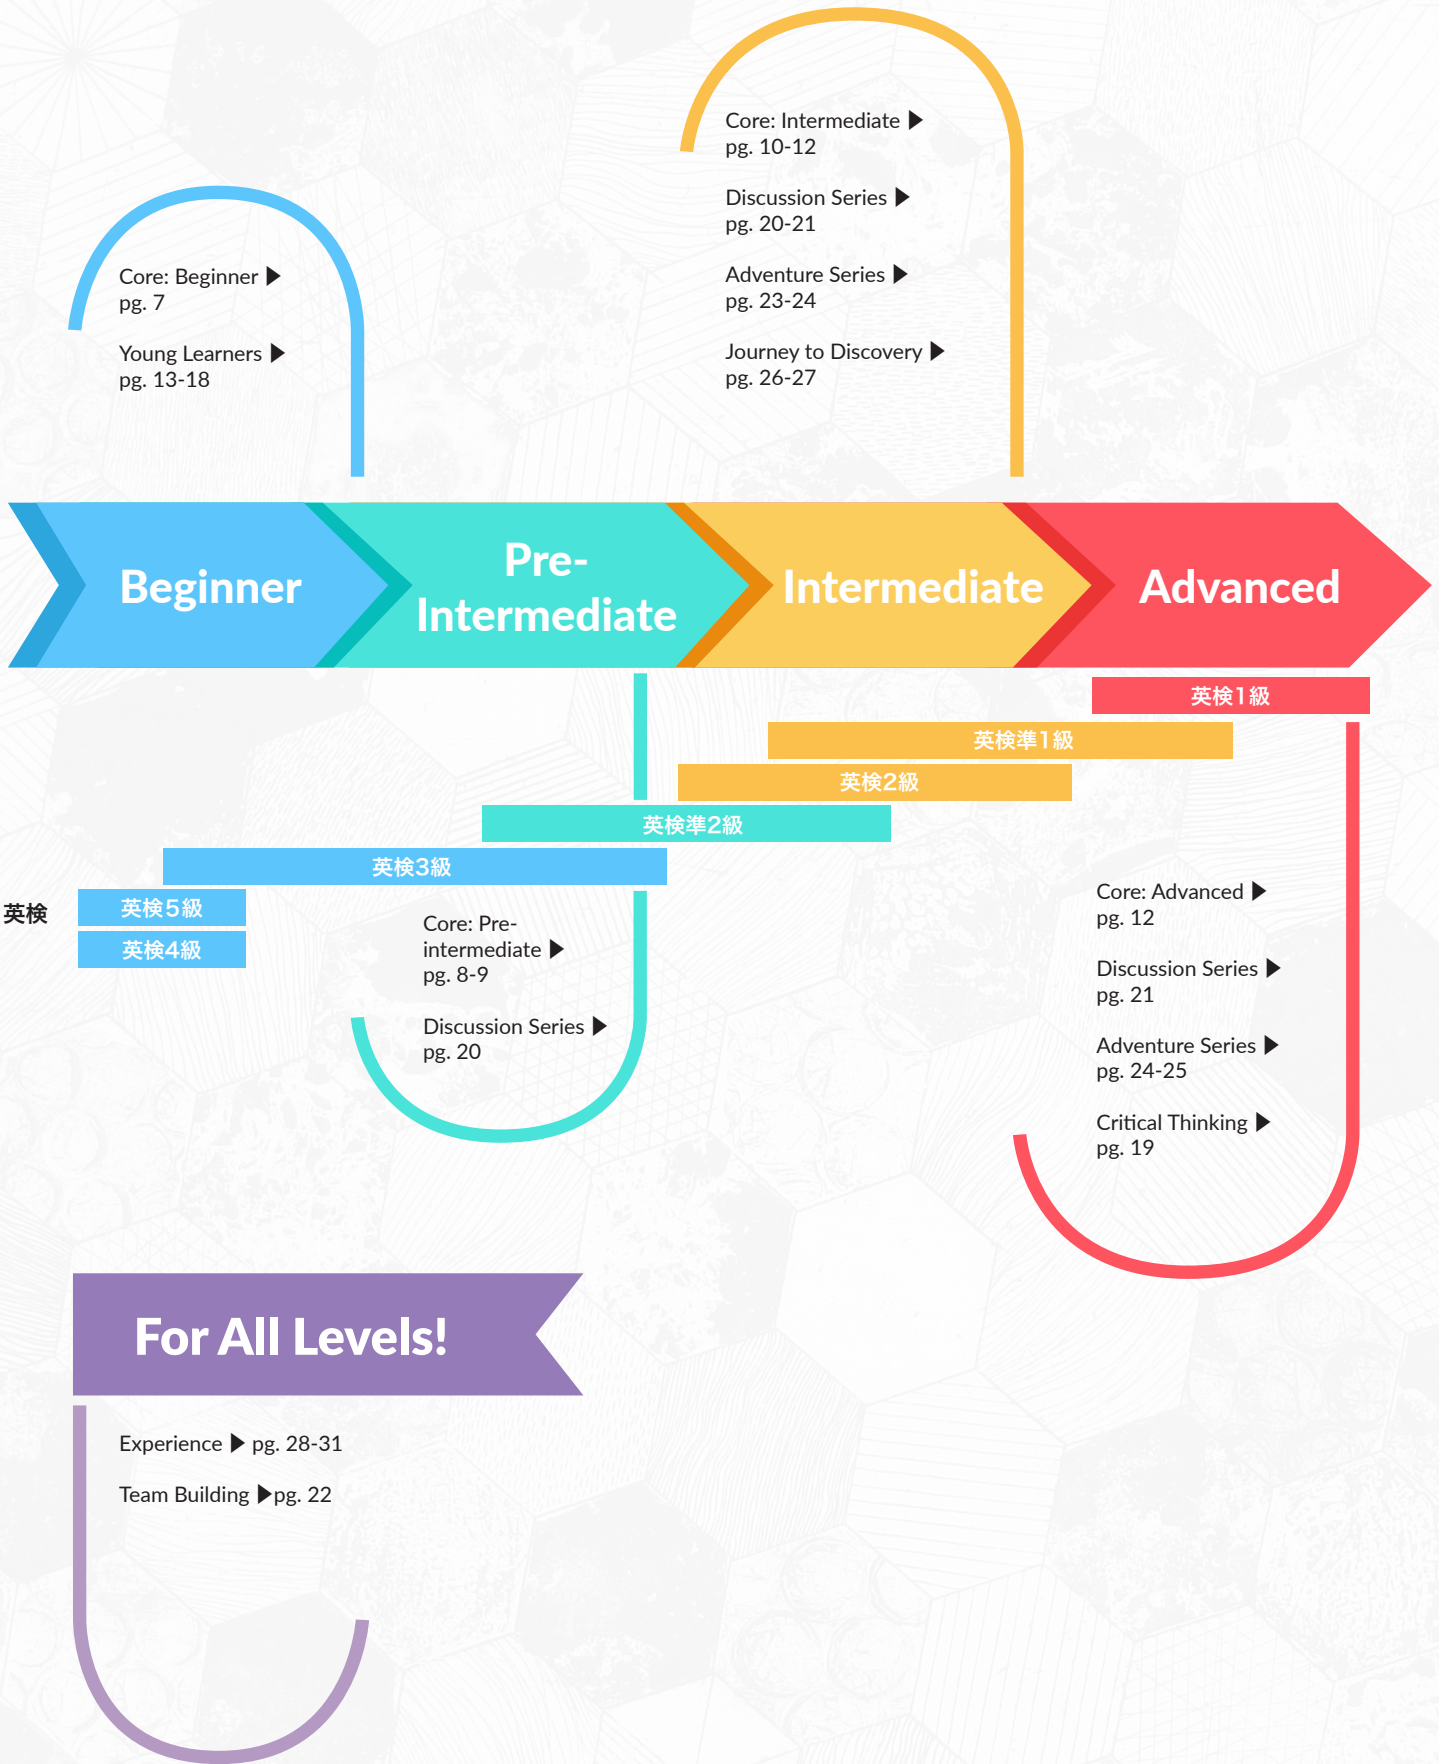 Core: Intermediate ▶
pg. 10-12
Discussion Series ▶
pg. 20-21
Adventure Series ▶
pg. 23-24
Journey to Discovery ▶
pg. 26-27
Core: Beginner ▶
pg. 7
Young Learners ▶
pg. 13-18
Beginner
Pre-
Intermediate
Intermediate
Advanced
英検1級
英検準1級
英検2級
英検準2級
英検3級
英検
英検5級
英検4級
Core: Pre-
intermediate ▶
pg. 8-9
Discussion Series ▶
pg. 20
Core: Advanced ▶
pg. 12
Discussion Series ▶
pg. 21
Adventure Series ▶
pg. 24-25
Critical Thinking ▶
pg. 19
For All Levels!
Experience ▶ pg. 28-31
Team Building ▶pg. 22